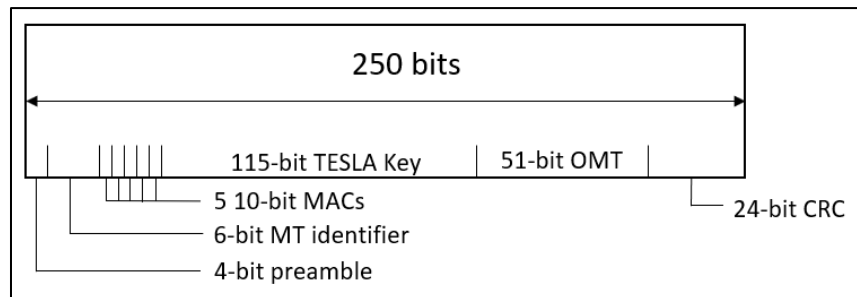 250 bits
115-bit TESLA Key
51-bit OMT
5 10-bit MACs
24-bit CRC
6-bit MT identifier
4-bit preamble